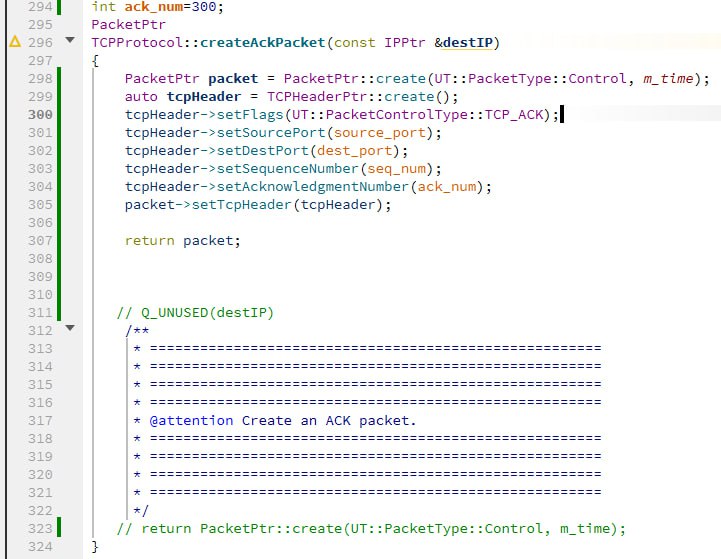 294 int ack_num=300;
295 PacketPtr
296 TCPProtocol::createAckPacket(const IPPtr &destIP)
297 {
298 PacketPtr packet = PacketPtr::create(UT::PacketType::Control, m_time);
299 auto tcpHeader = TCPHeaderPtr::create();
300 tcpHeader->setFlags(UT::PacketControlType::TCP_ACK);
301 tcpHeader->setSourcePort(source_port);
302 tcpHeader->setDestPort(dest_port);
303 tcpHeader->setSequenceNumber(seq_num);
304 tcpHeader->setAcknowledgmentNumber(ack_num);
305 packet->setTcpHeader(tcpHeader);
306
307 return packet;
308
309
310
311 // Q_UNUSED(destIP)
312 /**
313 * ======================================================
314 * ======================================================
315 * ======================================================
316 * ======================================================
317 * @attention Create an ACK packet.
318 * ======================================================
319 * ======================================================
320 * ======================================================
321 * ======================================================
322 */
323 // return PacketPtr::create(UT::PacketType::Control, m_time);
324 }